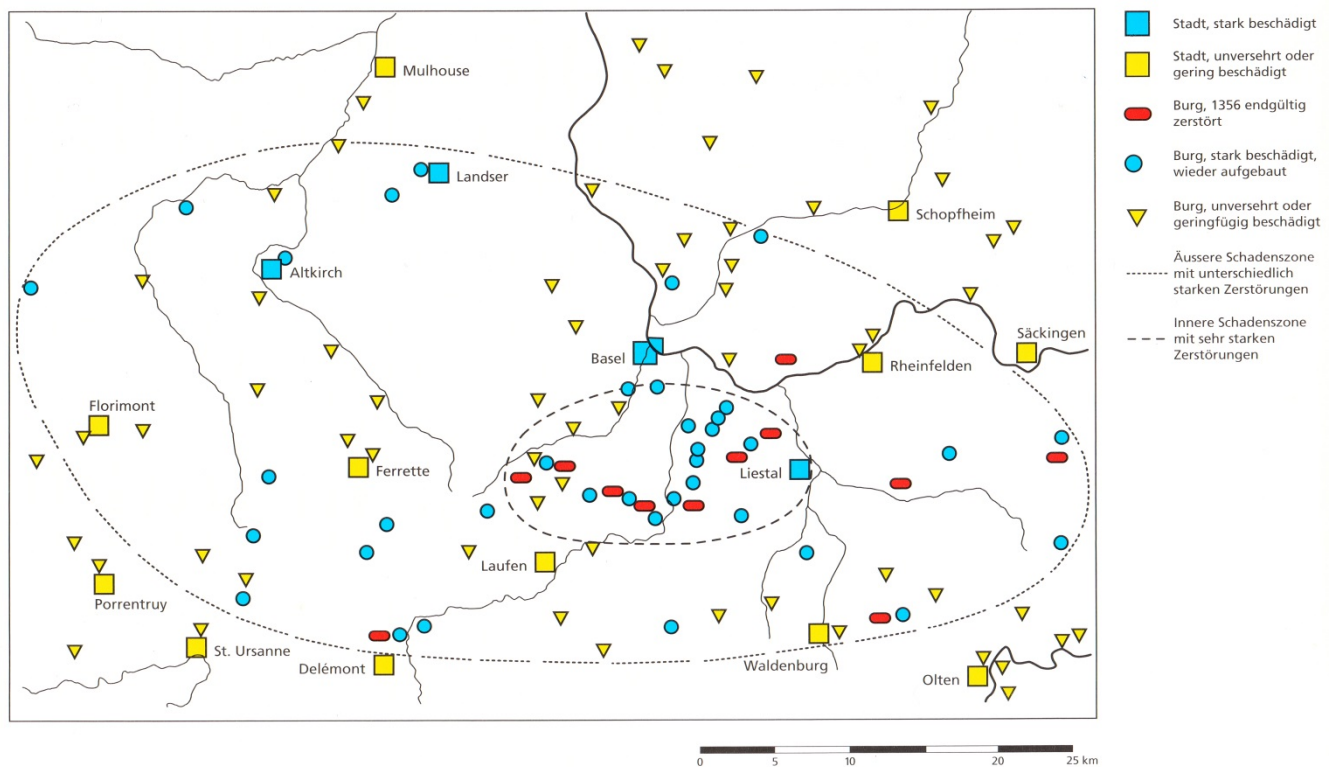 Mulhouse
Landser
Schopfheim
Altkirch
Säckingen
Basel
Rheinfelden
Florimont
Ferrette
Liestal
Laufen
Porrentruy
St. Ursanne
Delémont
Waldenburg
Olten
Stadt, stark beschädigt
Stadt, unversehrt oder
gering beschädigt
Burg, 1356 endgültig
zerstört
Burg, stark beschädigt,
wieder aufgebaut
Burg, unversehrt oder
geringfügig beschädigt
Äussere Schadenszone
mit unterschiedlich
starken Zerstörungen
Innere Schadenszone
mit sehr starken
Zerstörungen
0 5 10 15 20 25 km